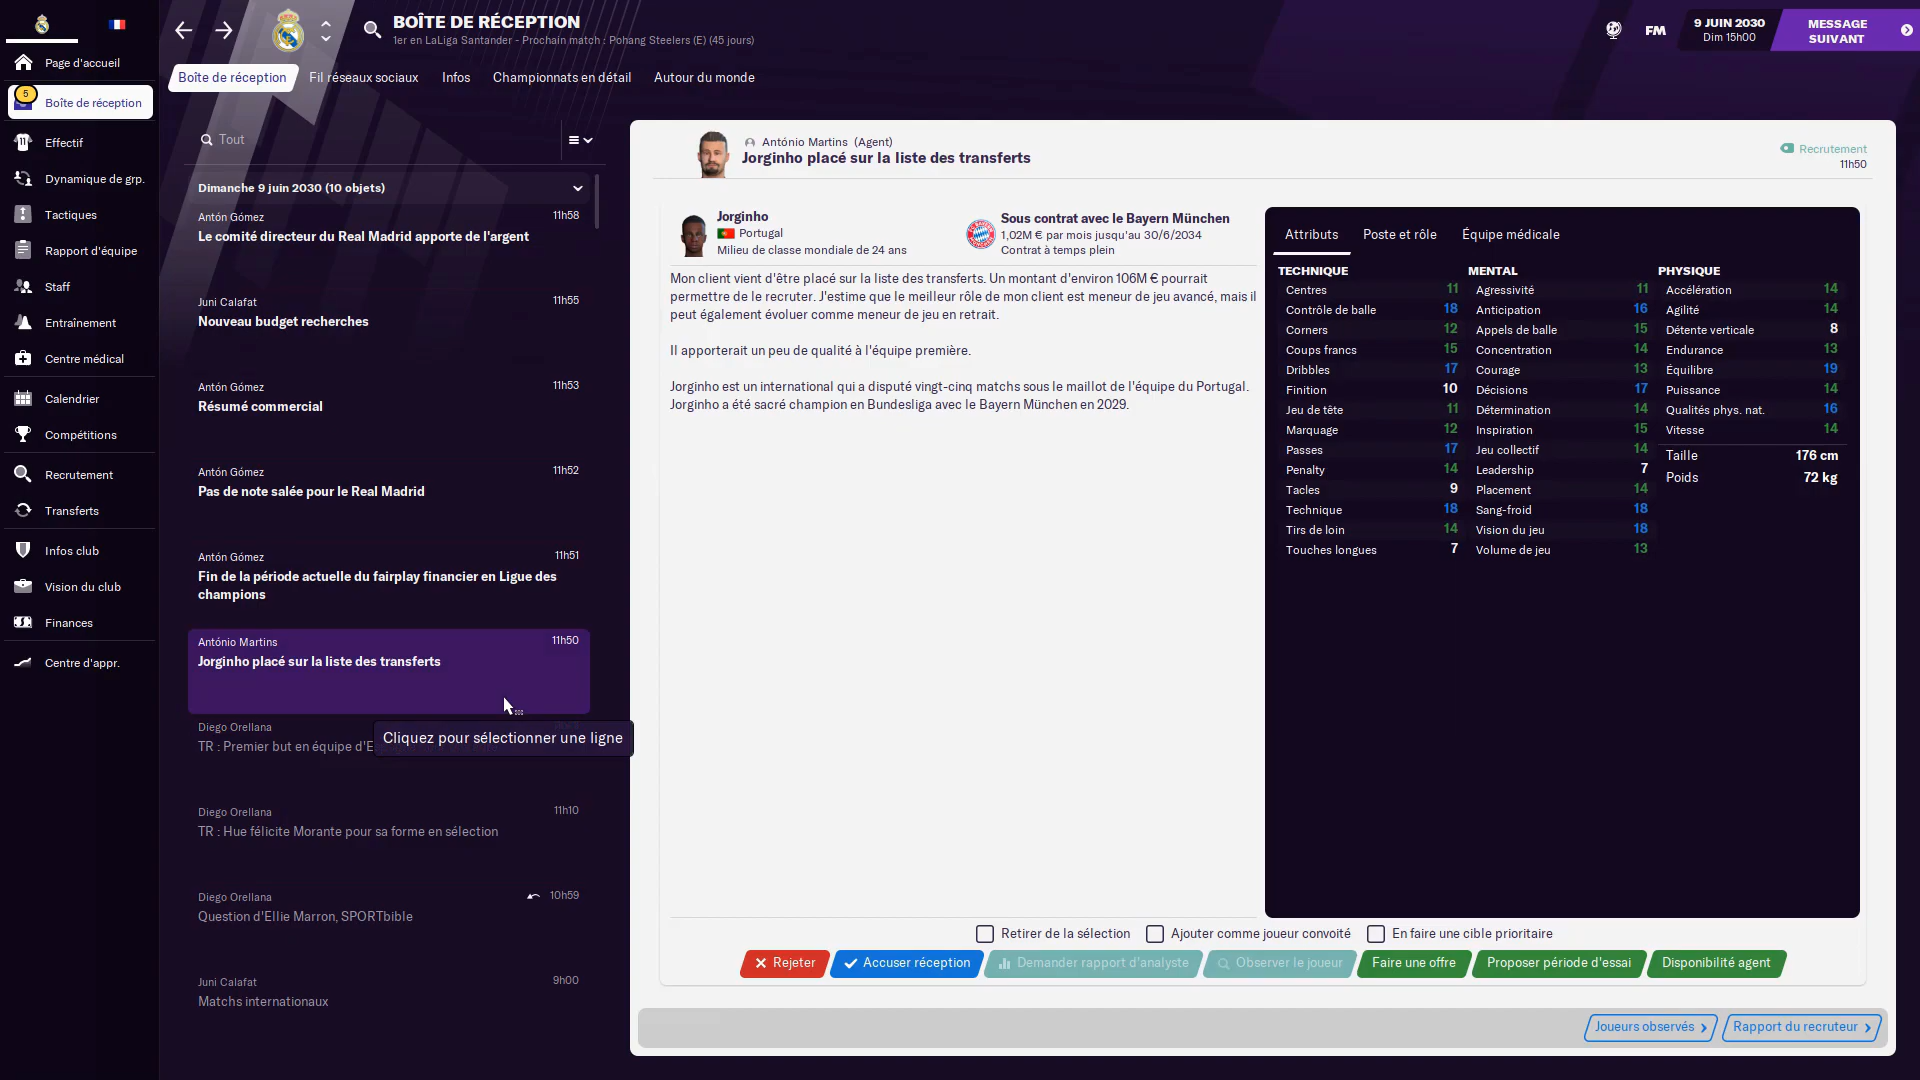 BOÎTE DE RÉCEPTION
1er en LaLiga Santander - Prochain match : Pohang Steelers (E) (45 jours)
FM
9 JUIN 2030
Dim 15h00
MESSAGE
SUIVANT
Page d'accueil
5
Boîte de réception
Effectif
Dynamique de grp.
Tactiques
Rapport d'équipe
Staff
Entraînement
Centre médical
Calendrier
Compétitions
Recrutement
Transferts
Infos club
Vision du club
Finances
Centre d'appr.
Boîte de réception
Fil réseaux sociaux
Infos
Championnats en détail
Autour du monde
Tout
Dimanche 9 juin 2030 (10 objets)
Antón Gómez 11h58
Le comité directeur du Real Madrid apporte de l'argent
Juni Calafat 11h55
Nouveau budget recherches
Antón Gómez 11h53
Résumé commercial
Antón Gómez 11h52
Pas de note salée pour le Real Madrid
Antón Gómez 11h51
Fin de la période actuelle du fairplay financier en Ligue des
champions
António Martins 11h50
Jorginho placé sur la liste des transferts
Diego Orellana
TR : Premier but en équipe d'E
Cliquez pour sélectionner une ligne
Diego Orellana 11h10
TR : Hue félicite Morante pour sa forme en sélection
Diego Orellana 10h59
Question d'Ellie Marron, SPORTbible
Juni Calafat 9h00
Matchs internationaux
António Martins (Agent)
Jorginho placé sur la liste des transferts
Recrutement
11h50
Jorginho
Portugal
Milieu de classe mondiale de 24 ans
Sous contrat avec le Bayern München
1,02M € par mois jusqu'au 30/6/2034
Contrat à temps plein
Mon client vient d'être placé sur la liste des transferts. Un montant d'environ 106M € pourrait
permettre de le recruter. J'estime que le meilleur rôle de mon client est meneur de jeu avancé, mais il
peut également évoluer comme meneur de jeu en retrait.
Il apporterait un peu de qualité à l'équipe première.
Jorginho est un international qui a disputé vingt-cinq matchs sous le maillot de l'équipe du Portugal.
Jorginho a été sacré champion en Bundesliga avec le Bayern München en 2029.
Attributs
Poste et rôle
Équipe médicale
TECHNIQUE MENTAL PHYSIQUE
Centres 11 Agressivité 11 Accélération 14
Contrôle de balle 18 Anticipation 16 Agilité 14
Corners 12 Appels de balle 15 Détente verticale 8
Coups francs 15 Concentration 14 Endurance 13
Dribbles 17 Courage 13 Équilibre 19
Finition 10 Décisions 17 Puissance 14
Jeu de tête 11 Détermination 14 Qualités phys. nat. 16
Marquage 12 Inspiration 15 Vitesse 14
Passes 17 Jeu collectif 14 Taille 176 cm
Penalty 14 Leadership 7 Poids 72 kg
Tacles 9 Placement 14
Technique 18 Sang-froid 18
Tirs de loin 14 Vision du jeu 18
Touches longues 7 Volume de jeu 13
Retirer de la sélection
Ajouter comme joueur convoité
En faire une cible prioritaire
Rejeter
Accuser réception
Demander rapport d'analyste
Observer le joueur
Faire une offre
Proposer période d'essai
Disponibilité agent
Joueurs observés
Rapport du recruteur